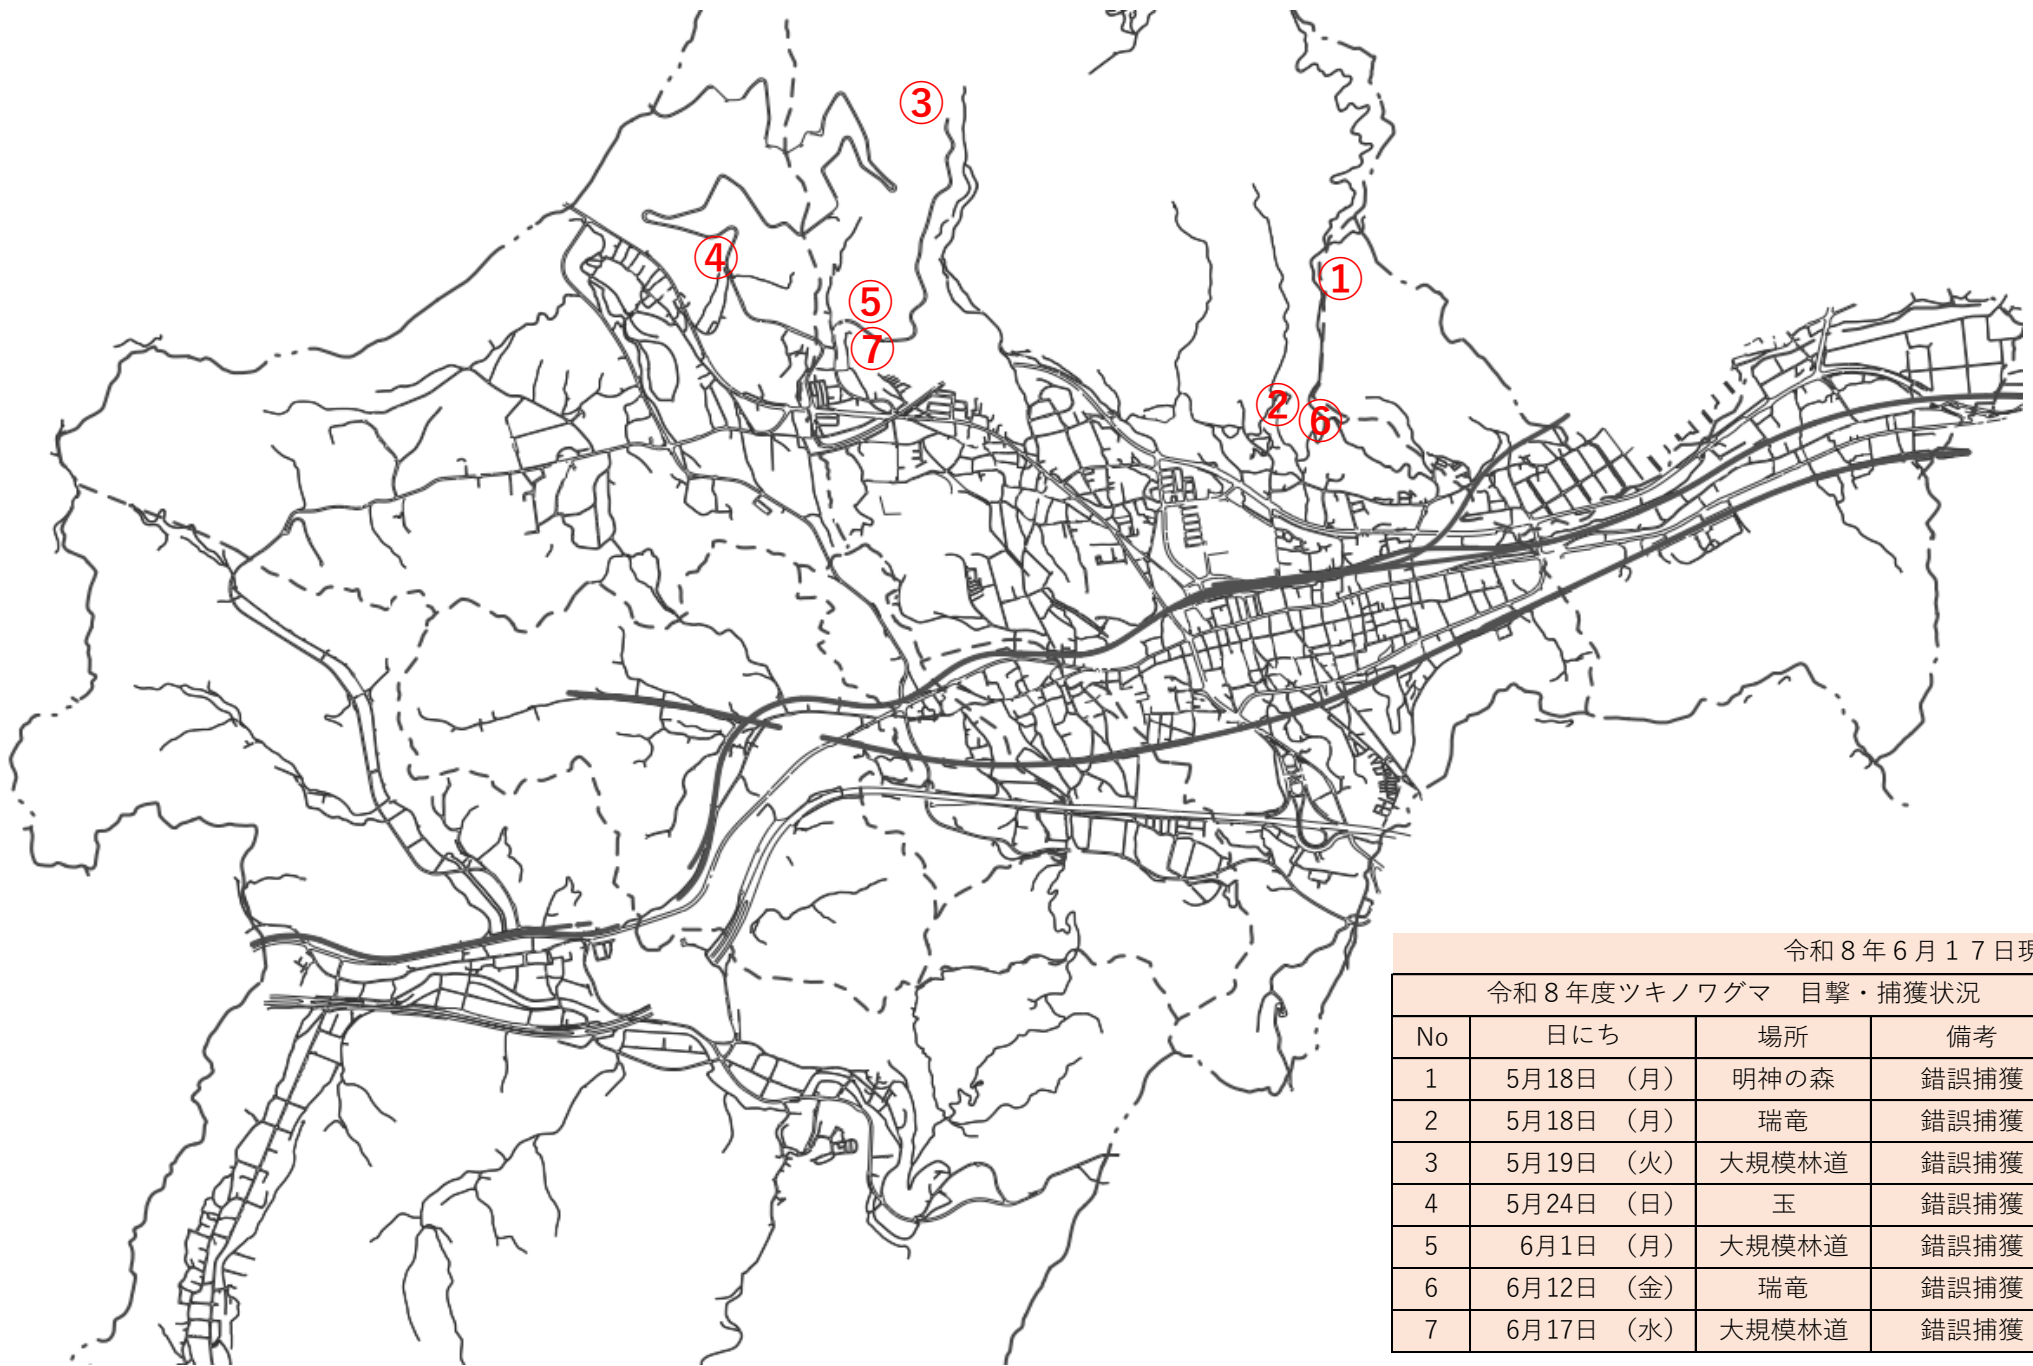 ③
④
⑤
①
⑦
②
⑥
令和８年６月１７日現
令和８年度ツキノワグマ　目撃・捕獲状況
No 日にち 場所 備考
1 5月18日 （月） 明神の森 錯誤捕獲
2 5月18日 （月） 瑞竜 錯誤捕獲
3 5月19日 （火） 大規模林道 錯誤捕獲
4 5月24日 （日） 玉 錯誤捕獲
5 6月1日 （月） 大規模林道 錯誤捕獲
6 6月12日 （金） 瑞竜 錯誤捕獲
7 6月17日 （水） 大規模林道 錯誤捕獲